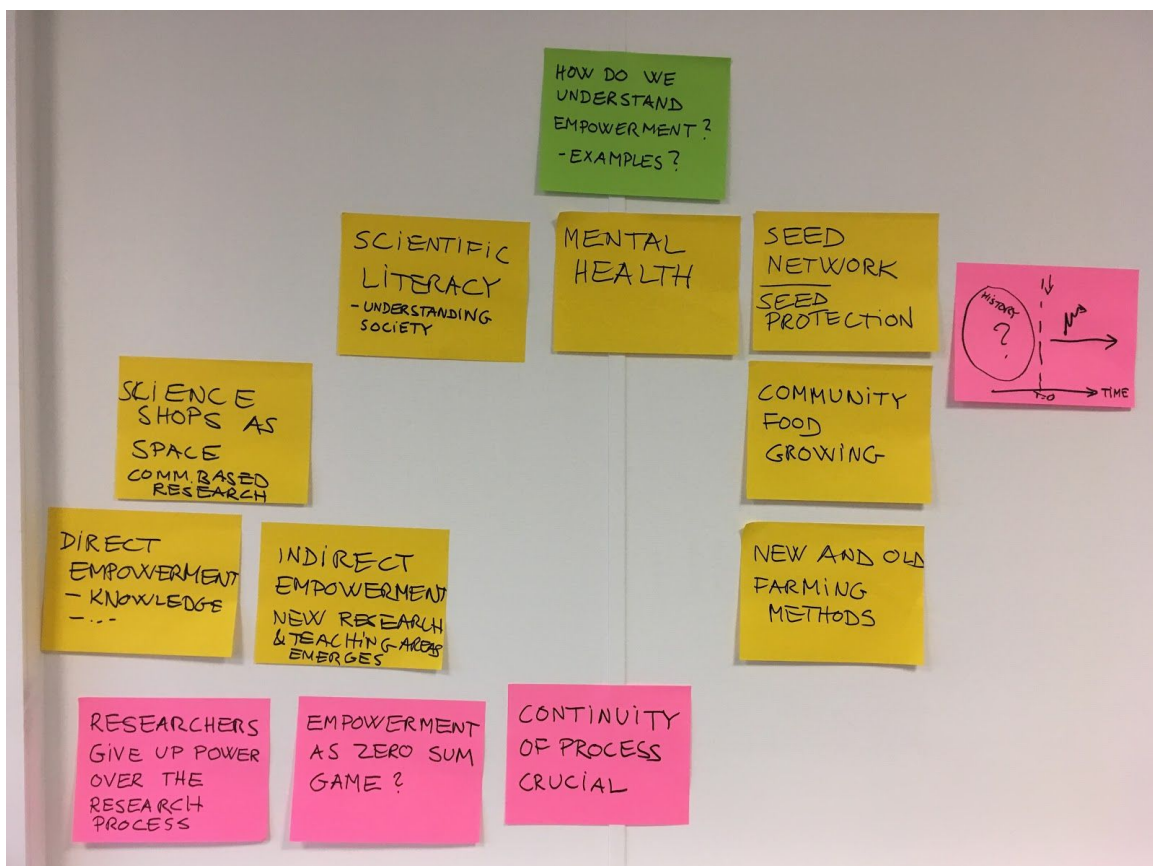 HOW DO WE
UNDERSTAND
EMPOWERMENT?
- EXAMPLES?
SCIENTIFIC
LITERACY
- UNDERSTANDING
SOCIETY
MENTAL
HEALTH
SEED
NETWORK
SEED
PROTECTION
HISTORY
?
TIME
SCIENCE
SHOPS AS
SPACE
COMM. BASED
RESEARCH
COMMUNITY
FOOD
GROWING
DIRECT
EMPOWERMENT
- KNOWLEDGE
- ...
INDIRECT
EMPOWERMENT
NEW RESEARCH
& TEACHING AREAS
EMERGES
NEW AND OLD
FARMING
METHODS
RESEARCHERS
GIVE UP POWER
OVER THE
RESEARCH
PROCESS
EMPOWERMENT
AS ZERO SUM
GAME?
CONTINUITY
OF PROCESS
CRUCIAL